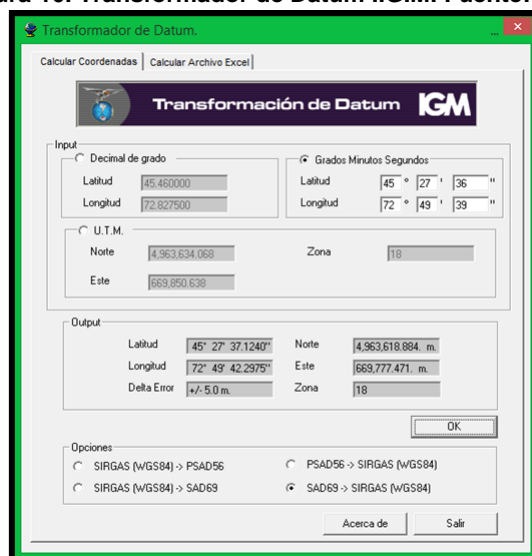 Transformador de Datum.
Calcular Coordenadas Calcular Archivo Excel
Transformación de Datum IGM
Input
Decimal de grado
Latitud 45.460000
Longitud 72.827500
Grados Minutos Segundos
Latitud 45 ° 27 ' 36 "
Longitud 72 ° 49 ' 39 "
U.T.M.
Norte 4,963,634.068 Zona 18
Este 669,850.638
Output
Latitud 45° 27' 37.1240" Norte 4,963,618.884. m.
Longitud 72° 49' 42.2975" Este 669,777.471. m.
Delta Error +/- 5.0 m. Zona 18
OK
Opciones
SIRGAS (WGS84) -> PSAD56 PSAD56 -> SIRGAS (WGS84)
SIRGAS (WGS84) -> SAD69 SAD69 -> SIRGAS (WGS84)
Acerca de Salir